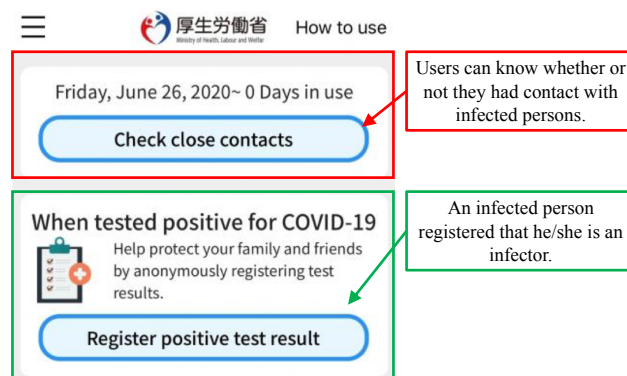 厚生労働省
Ministry of Health, Labour and Welfar
How to use
Friday, June 26, 2020~ 0 Days in use
Check close contacts
Users can know whether or
not they had contact with
infected persons.
When tested positive for COVID-19
Help protect your family and friends
by anonymously registering test
results.
Register positive test result
An infected person
registered that he/she is an
infector.